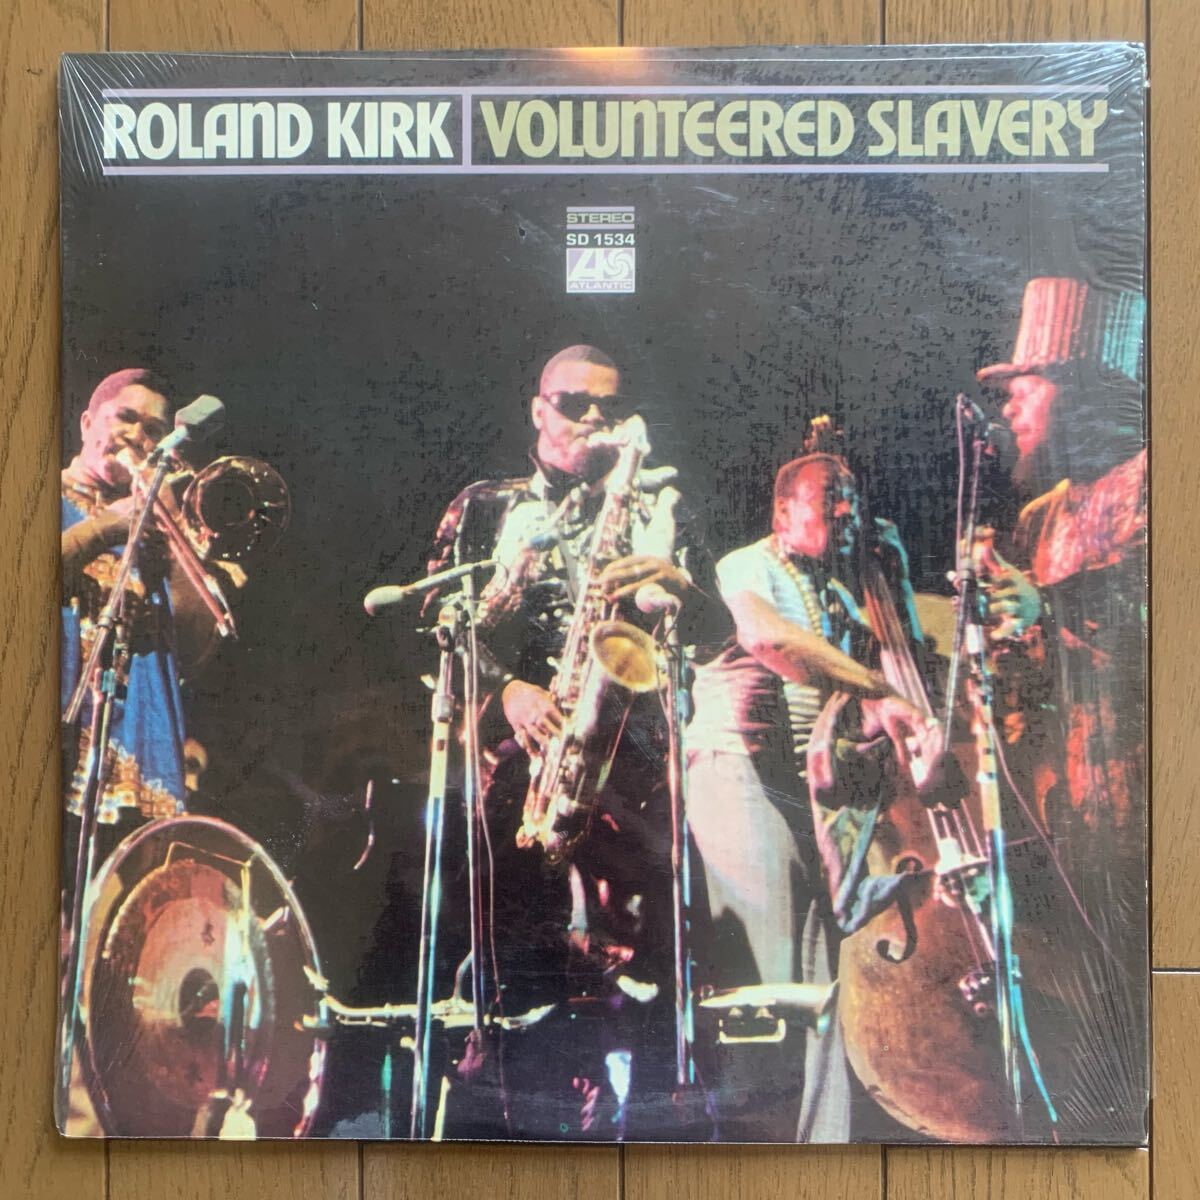 ROLAND KIRK VOLUNTEERED SLAVERY
STEREO
SD 1534
ATLANTIC